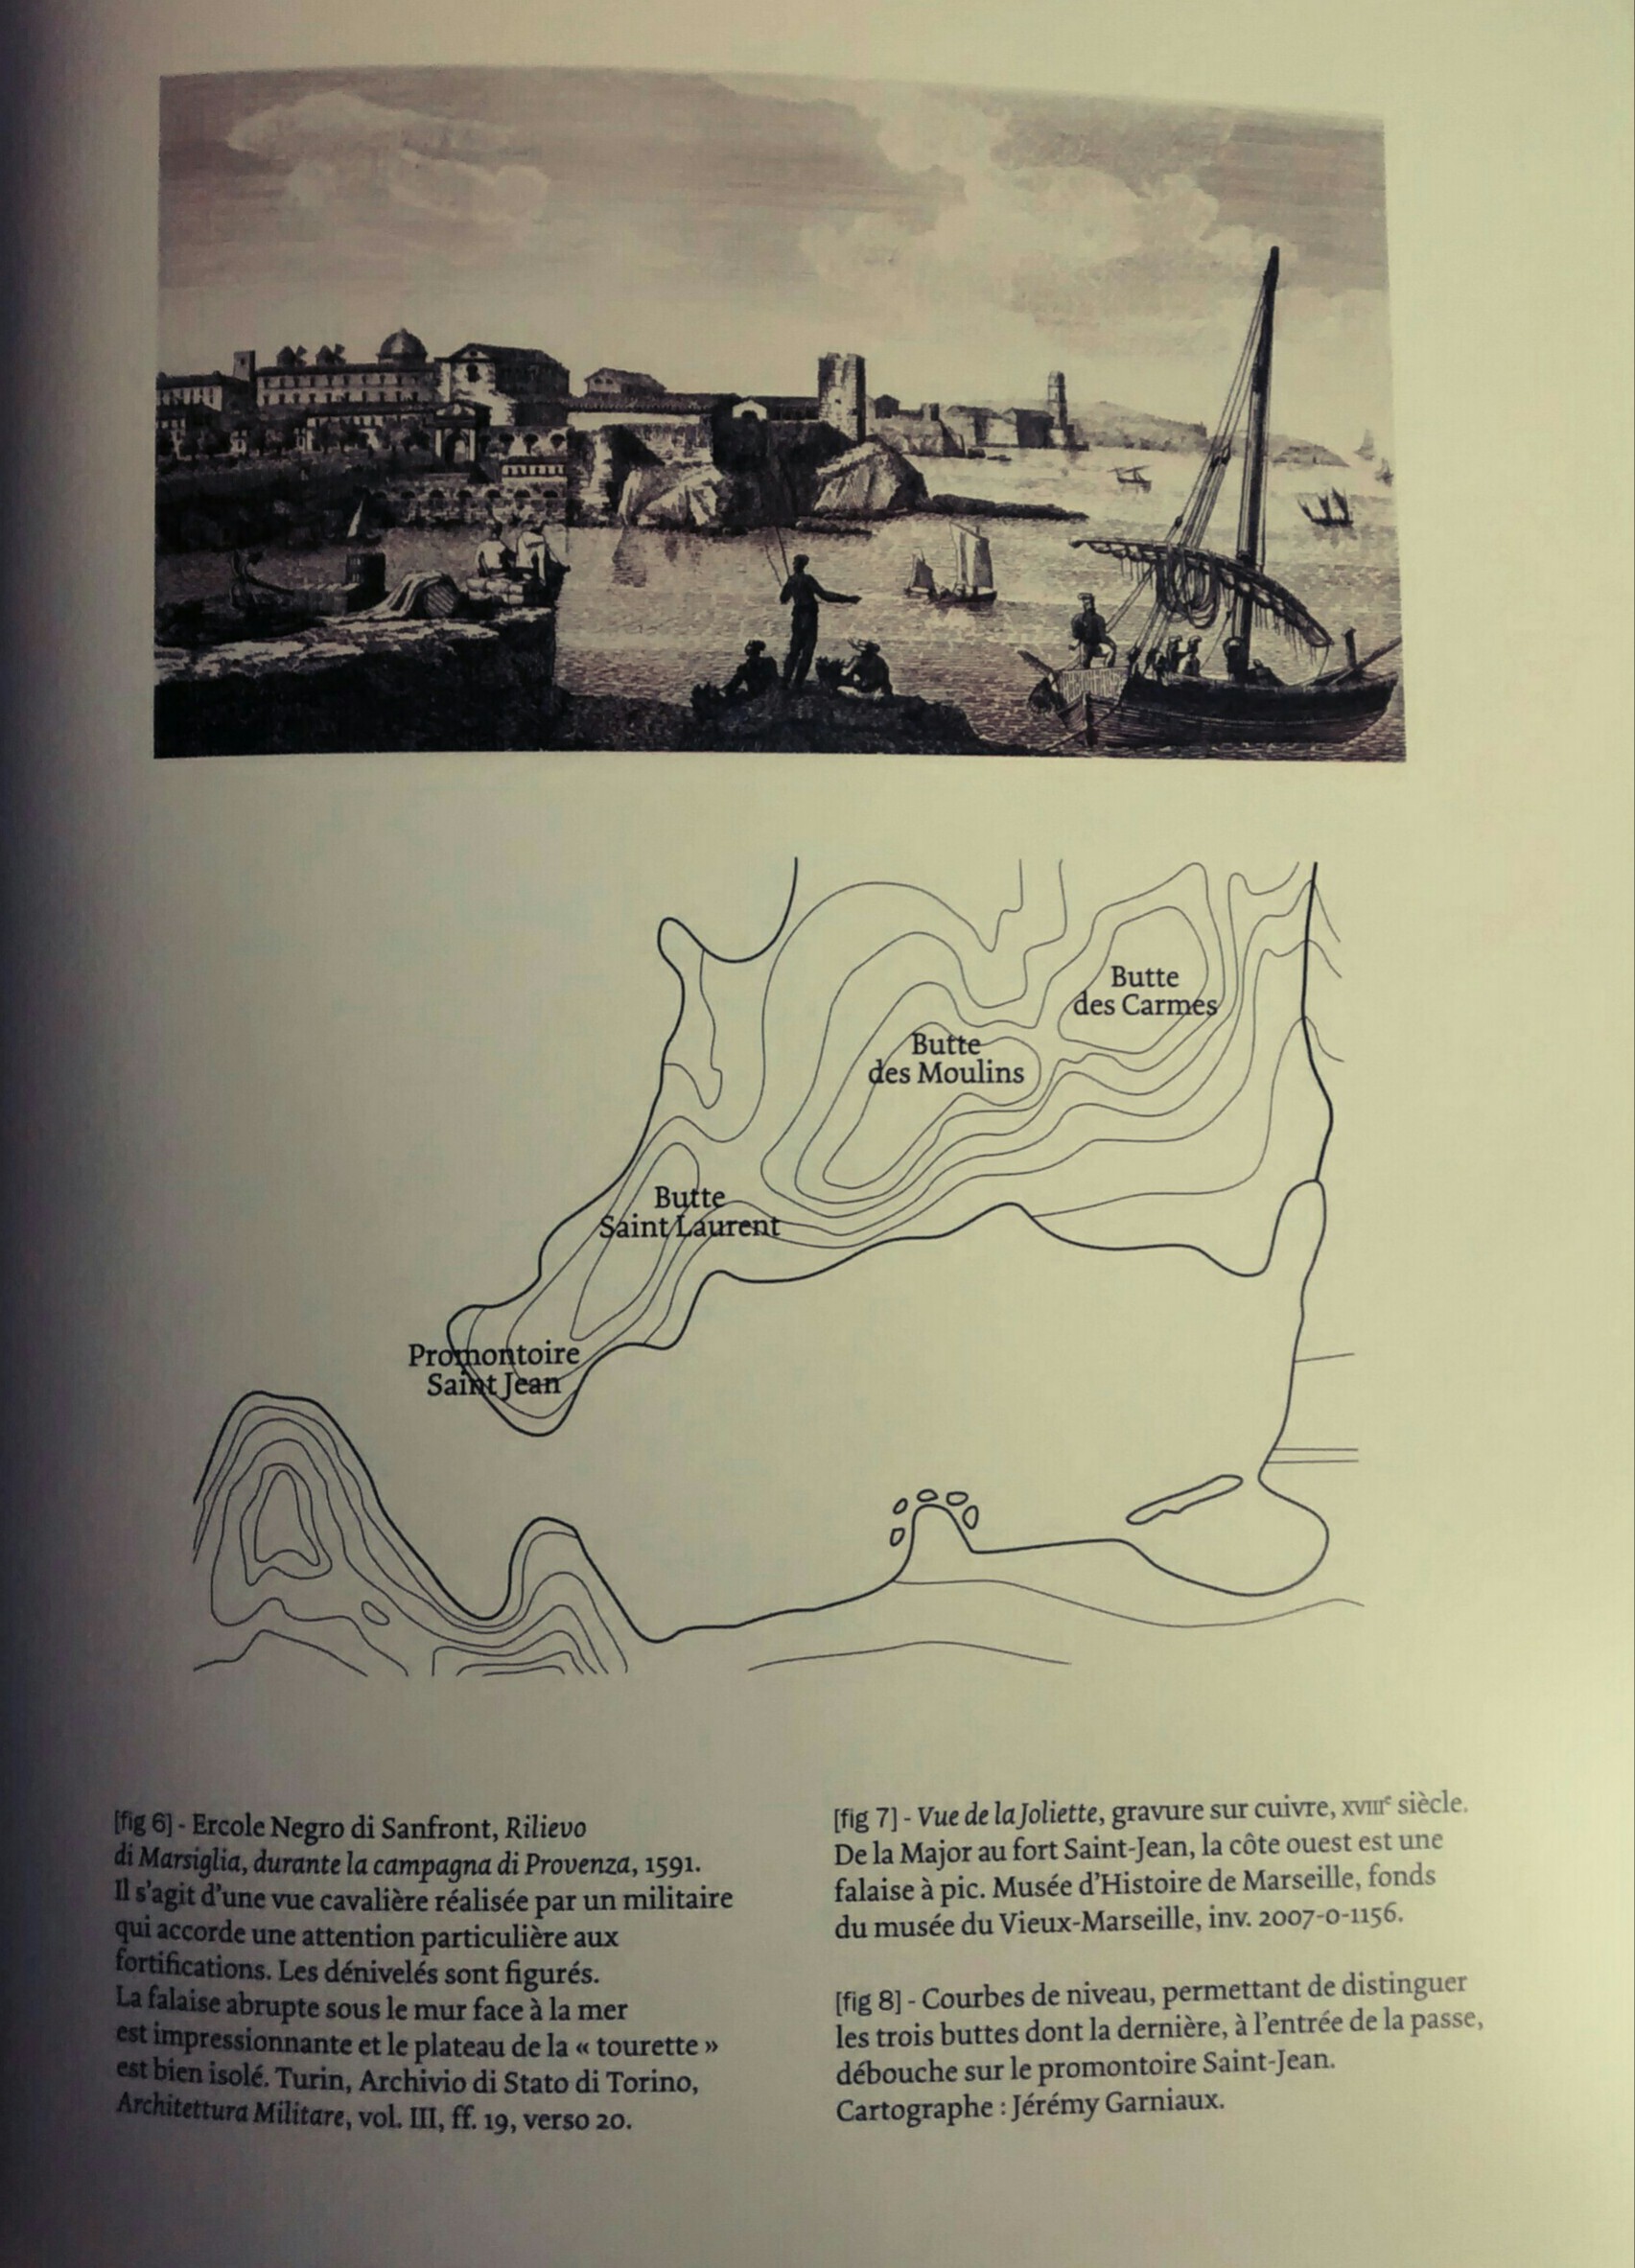 Butte
des Carmes
Butte
des Moulins
Butte
Saint Laurent
Promontoire
Saint Jean
[fig 6] - Ercole Negro di Sanfront, Rilievo
di Marsiglia, durante la campagna di Provenza, 1591.
Il s'agit d'une vue cavalière réalisée par un militaire
qui accorde une attention particulière aux
fortifications. Les dénivelés sont figurés.
La falaise abrupte sous le mur face à la mer
est impressionnante et le plateau de la « tourette »
est bien isolé. Turin, Archivio di Stato di Torino,
Architettura Militare, vol. III, ff. 19, verso 20.
[fig 7] - Vue de la Joliette, gravure sur cuivre, XVIIIe siècle.
De la Major au fort Saint-Jean, la côte ouest est une
falaise à pic. Musée d'Histoire de Marseille, fonds
du musée du Vieux-Marseille, inv. 2007-0-1156.
[fig 8] - Courbes de niveau, permettant de distinguer
les trois buttes dont la dernière, à l'entrée de la passe,
débouche sur le promontoire Saint-Jean.
Cartographe : Jérémy Garniaux.